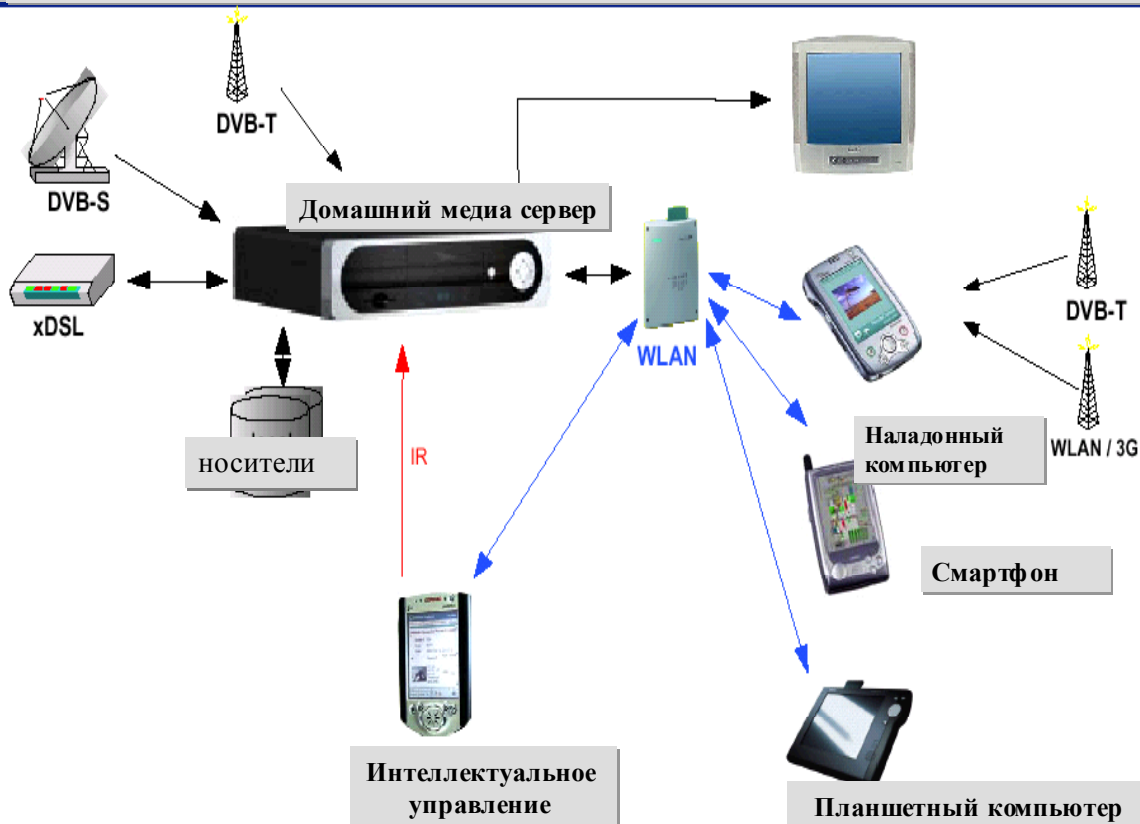 DVB-T
DVB-S
Домашний медиа сервер
xDSL
WLAN
DVB-T
носители
IR
Наладонный
компьютер
WLAN / 3G
Смартфон
Интеллектуальное
управление
Планшетный компьютер